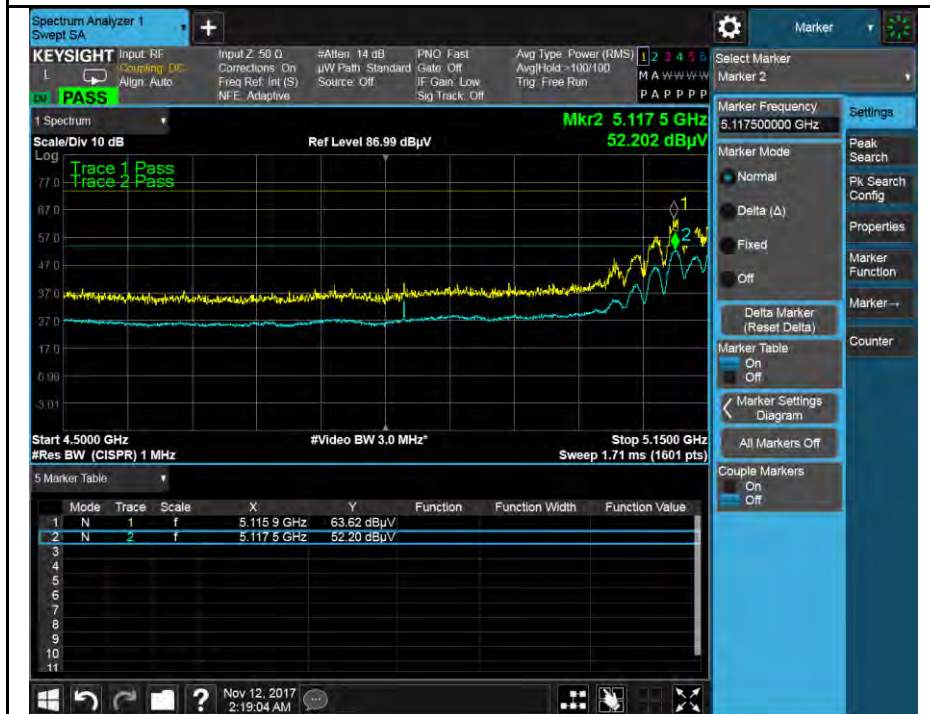 Spectrum Analyzer 1
Swept SA
+
Marker
KEYSIGHT
L
PASS
Input: RF
Coupling: DC
Align: Auto
Input Z: 50 Ω
Corrections: On
Freq Ref: Int (S)
NFE: Adaptive
#Atten: 14 dB
µW Path: Standard
Source: Off
PNO: Fast
Gate: Off
IF Gain: Low
Sig Track: Off
Avg Type: Power (RMS)
Avg|Hold:>100/100
Trig: Free Run
1 2 3 4 5 6
M A W W W W
P A P P P P
1 Spectrum
Scale/Div 10 dB
Ref Level 86.99 dBµV
Mkr2 5.117 5 GHz
52.202 dBµV
Log
Trace 1 Pass
Trace 2 Pass
77.0
67.0
57.0
47.0
37.0
27.0
17.0
6.99
-3.01
1
2
Start 4.5000 GHz
#Res BW (CISPR) 1 MHz
#Video BW 3.0 MHz*
Stop 5.1500 GHz
Sweep 1.71 ms (1601 pts)
5 Marker Table
Mode Trace Scale X Y Function Function Width Function Value
1 N 1 f 5.115 9 GHz 63.62 dBµV
2 N 2 f 5.117 5 GHz 52.20 dBµV
3
4
5
6
7
8
9
10
11
Select Marker
Marker 2
Marker Frequency
5.117500000 GHz
Marker Mode
Normal
Delta (Δ)
Fixed
Off
Delta Marker
(Reset Delta)
Marker Table
On
Off
Marker Settings
Diagram
All Markers Off
Couple Markers
On
Off
Settings
Peak
Search
Pk Search
Config
Properties
Marker
Function
Marker→
Counter
?
Nov 12, 2017
2:19:04 AM